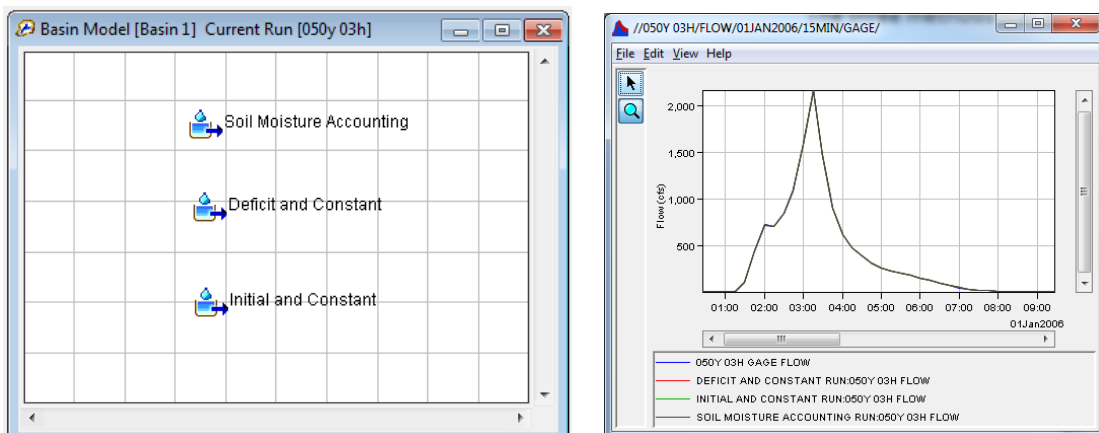 Basin Model [Basin 1] Current Run [050y 03h]
Soil Moisture Accounting
Deficit and Constant
Initial and Constant
//050Y 03H/FLOW/01JAN2006/15MIN/GAGE/
File Edit View Help
2,000
1,500
1,000
500
Flow (cfs)
01:00 02:00 03:00 04:00 05:00 06:00 07:00 08:00 09:00
01Jan2006
050Y 03H GAGE FLOW
DEFICIT AND CONSTANT RUN:050Y 03H FLOW
INITIAL AND CONSTANT RUN:050Y 03H FLOW
SOIL MOISTURE ACCOUNTING RUN:050Y 03H FLOW